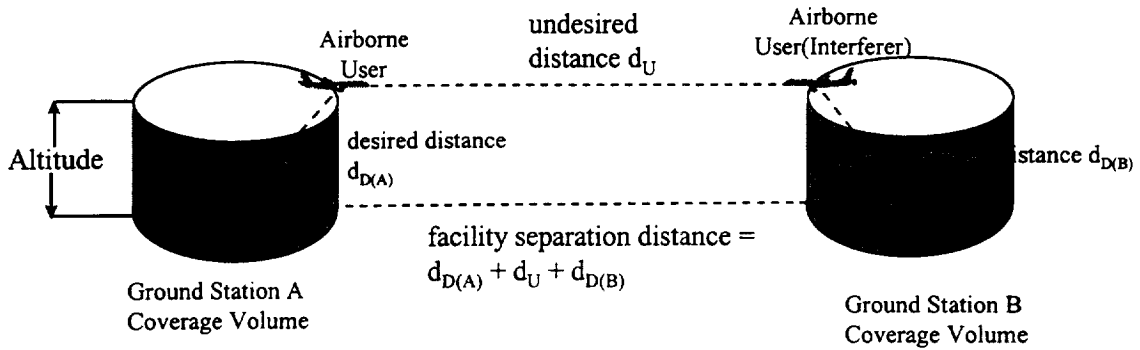 Airborne
User
undesired
distance d_U
Airborne
User(Interferer)
Altitude
desired distance
d_D(A)
d_D(B)
facility separation distance =
d_D(A) + d_U + d_D(B)
Ground Station A
Coverage Volume
Ground Station B
Coverage Volume